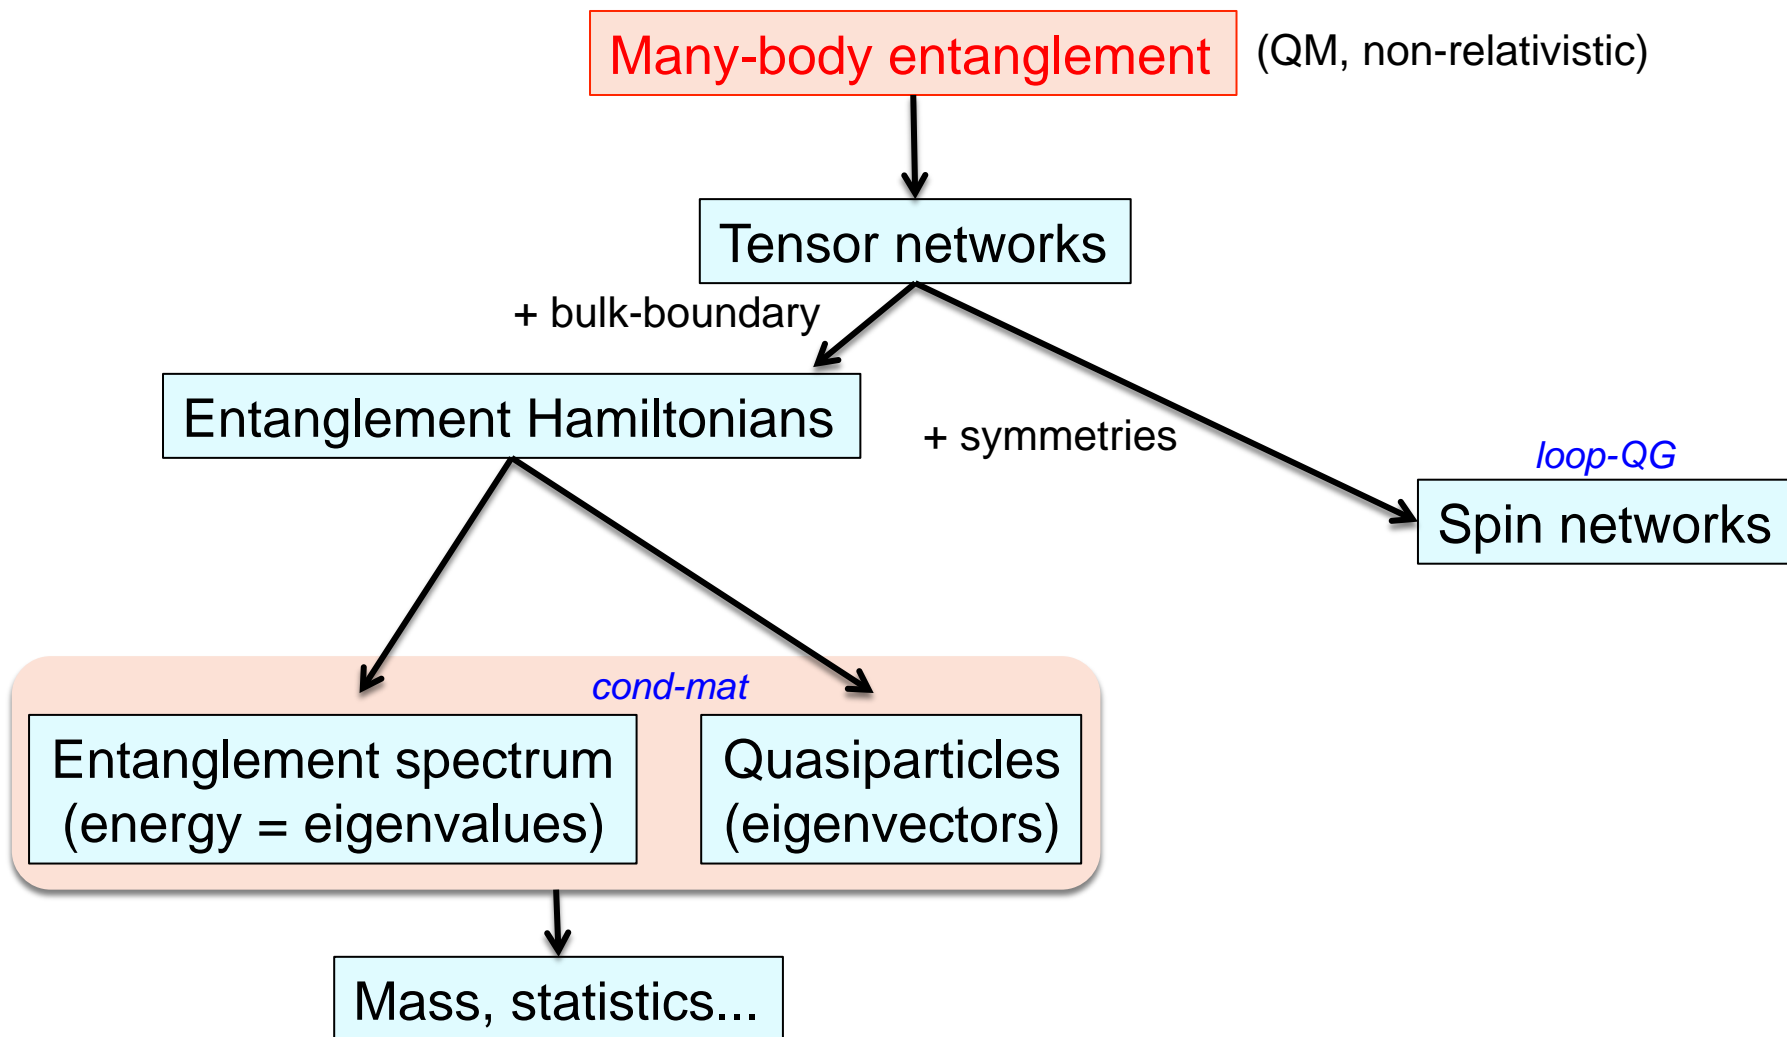 Many-body entanglement
(QM, non-relativistic)
Tensor networks
+ bulk-boundary
Entanglement Hamiltonians
+ symmetries
loop-QG
Spin networks
cond-mat
Entanglement spectrum
(energy = eigenvalues)
Quasiparticles
(eigenvectors)
Mass, statistics...